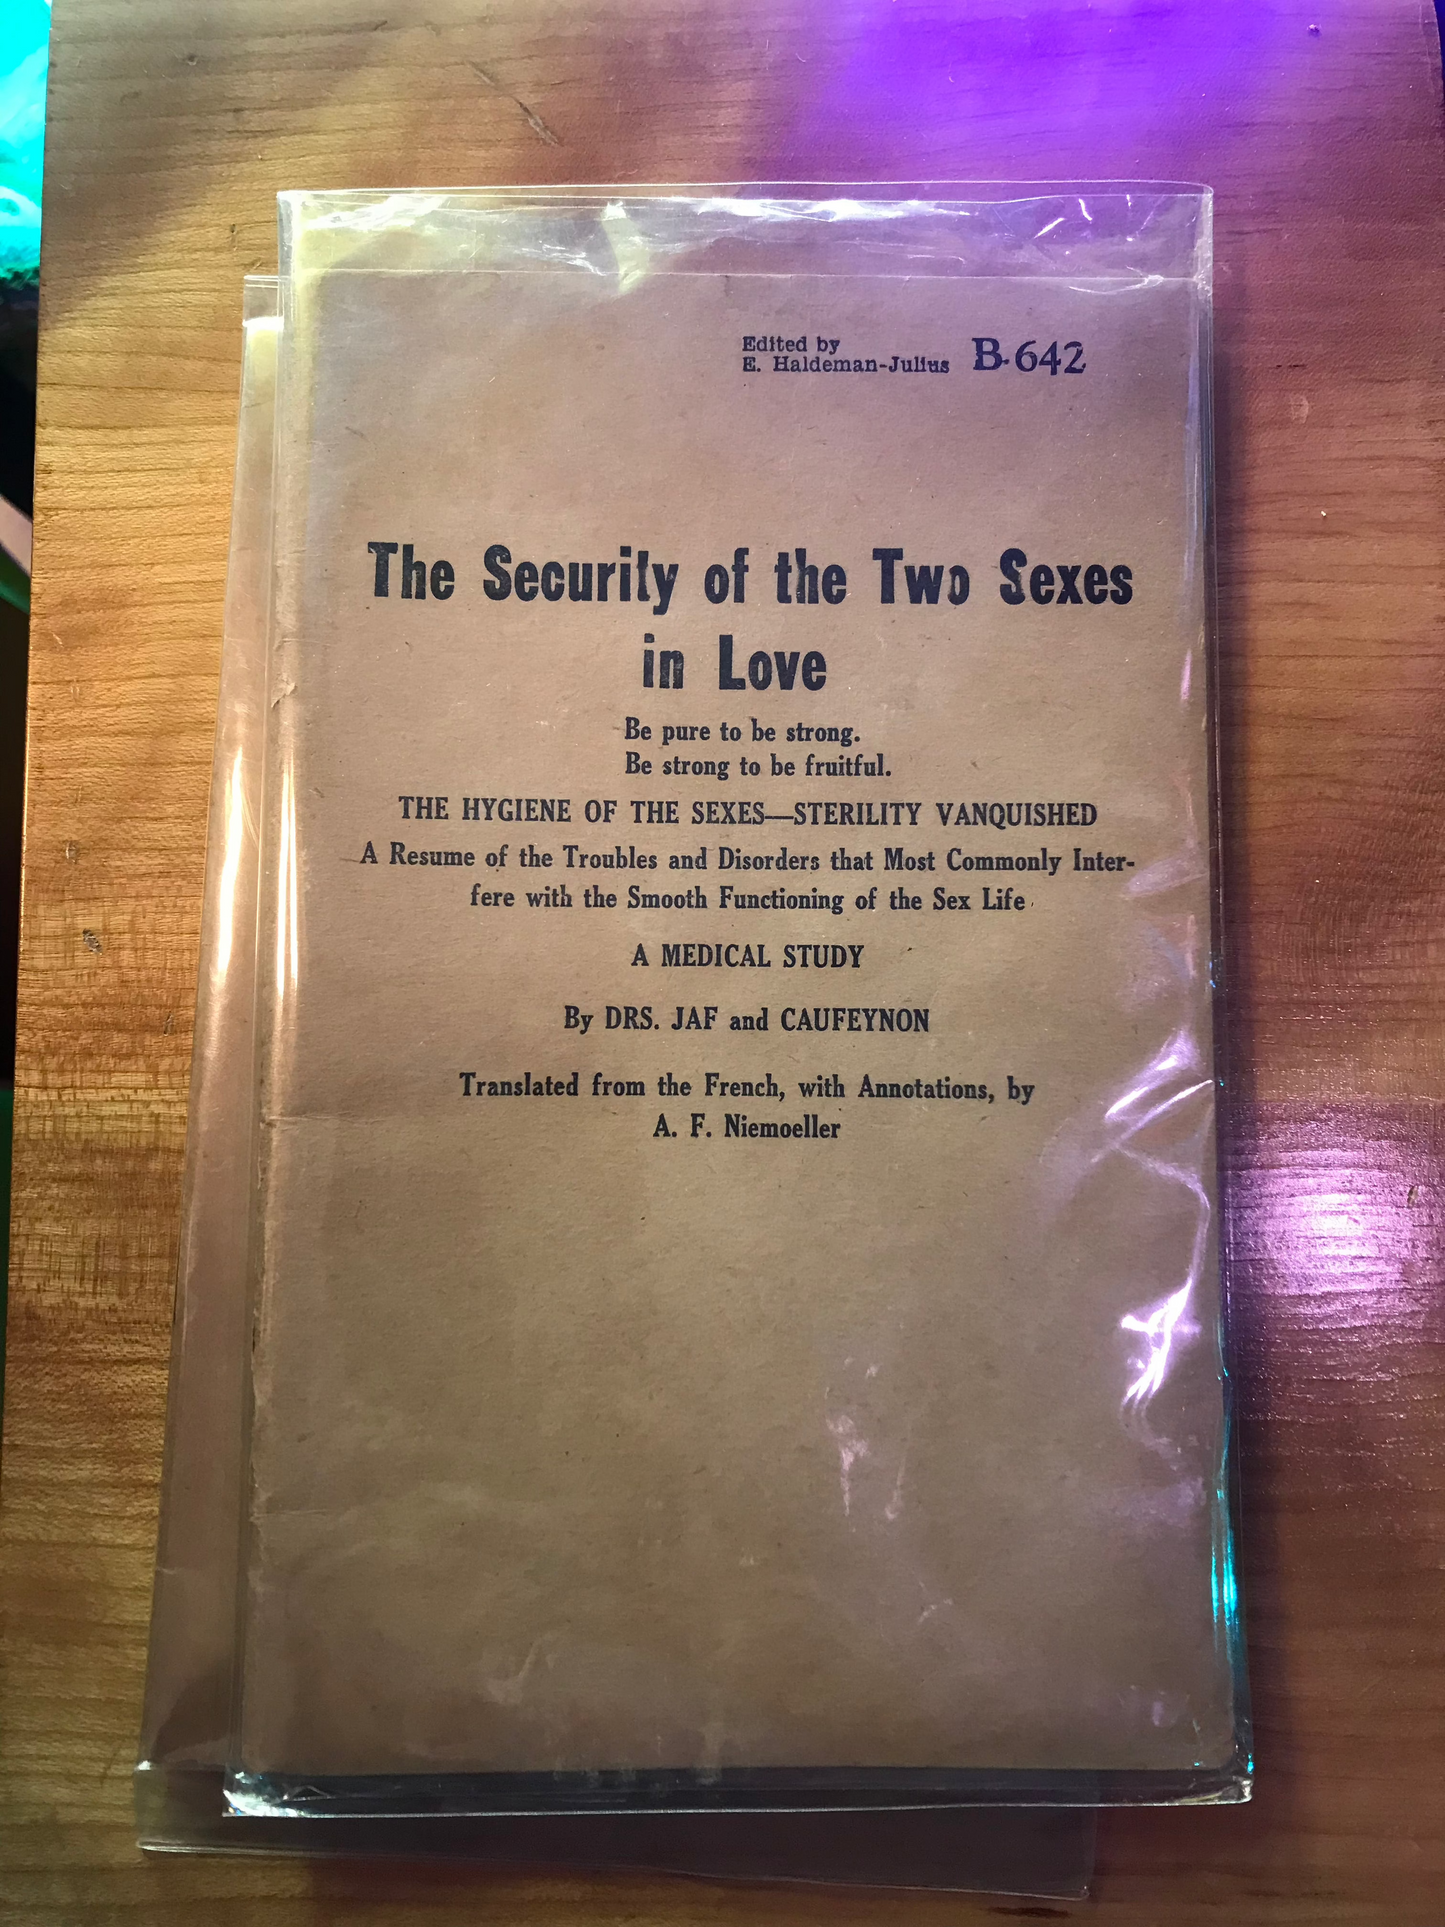 Edited by
E. Haldeman-Julius B-642
The Security of the Two Sexes
in Love
Be pure to be strong.
Be strong to be fruitful.
THE HYGIENE OF THE SEXES—STERILITY VANQUISHED
A Resume of the Troubles and Disorders that Most Commonly Inter-
fere with the Smooth Functioning of the Sex Life
A MEDICAL STUDY
By DRS. JAF and CAUFEYNON
Translated from the French, with Annotations, by
A. F. Niemoeller